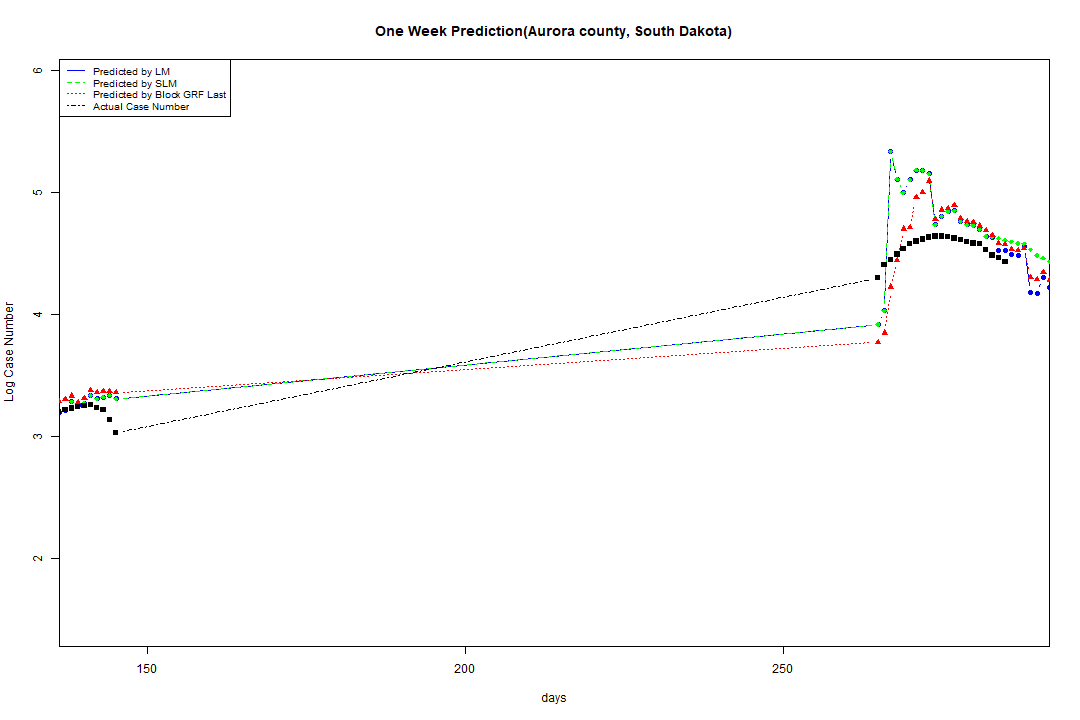 One Week Prediction(Aurora county, South Dakota)
Predicted by LM
Predicted by SLM
Predicted by Block GRF Last
Actual Case Number
6
5
4
3
2
Log Case Number
150
200
250
days